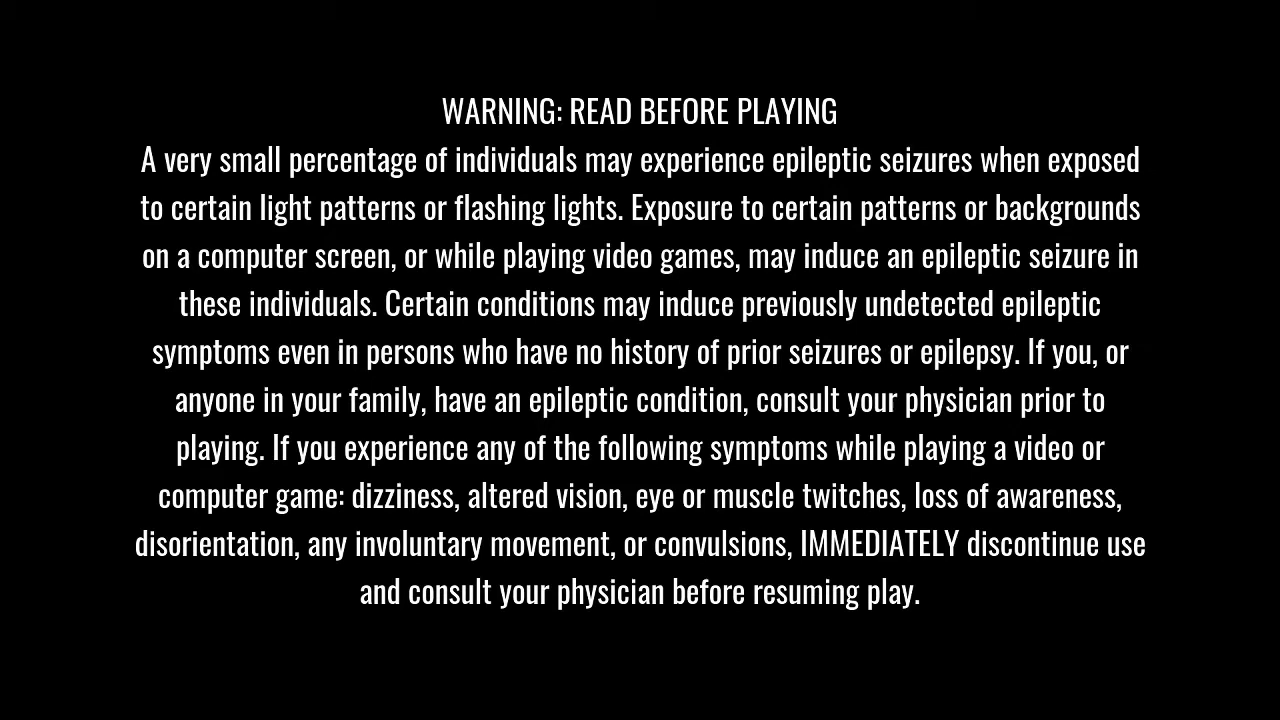 WARNING: READ BEFORE PLAYING
A very small percentage of individuals may experience epileptic seizures when exposed
to certain light patterns or flashing lights. Exposure to certain patterns or backgrounds
on a computer screen, or while playing video games, may induce an epileptic seizure in
these individuals. Certain conditions may induce previously undetected epileptic
symptoms even in persons who have no history of prior seizures or epilepsy. If you, or
anyone in your family, have an epileptic condition, consult your physician prior to
playing. If you experience any of the following symptoms while playing a video or
computer game: dizziness, altered vision, eye or muscle twitches, loss of awareness,
disorientation, any involuntary movement, or convulsions, IMMEDIATELY discontinue use
and consult your physician before resuming play.